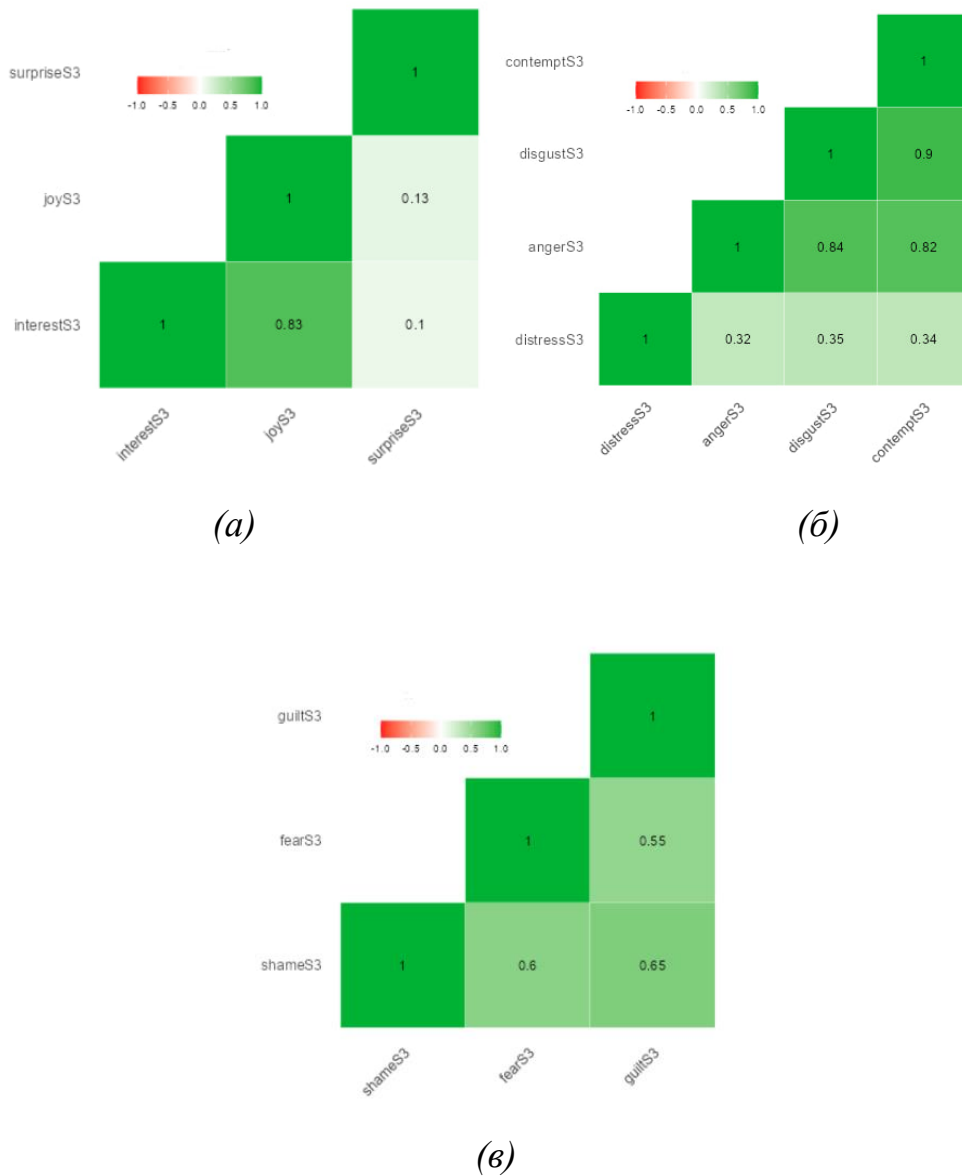 surpriseS3
1
-1.0 -0.5 0.0 0.5 1.0
joyS3
1 0.13
interestS3
1 0.83 0.1
interestS3 joyS3 surpriseS3
(а)
contemptS3
1
-1.0 -0.5 0.0 0.5 1.0
disgustS3
1 0.9
angerS3
1 0.84 0.82
distressS3
1 0.32 0.35 0.34
distressS3 angerS3 disgustS3 contemptS3
(б)
guiltS3
1
-1.0 -0.5 0.0 0.5 1.0
fearS3
1 0.55
shameS3
1 0.6 0.65
shameS3 fearS3 guiltS3
(в)